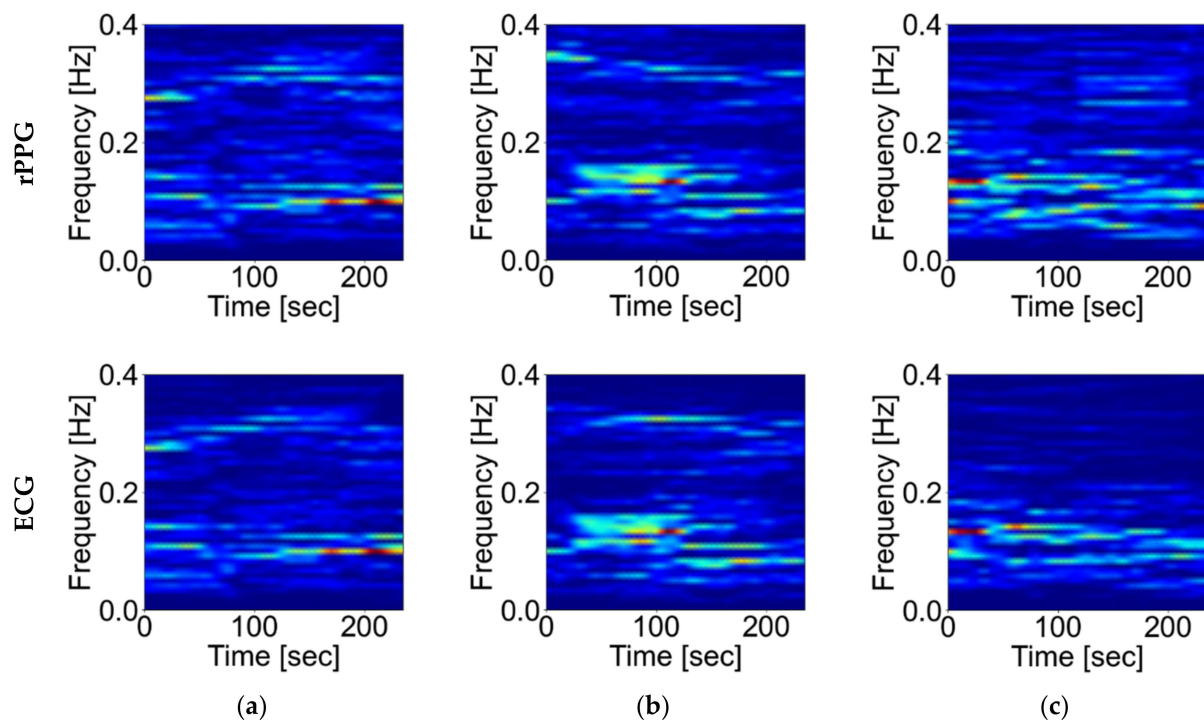 0.4 0.4 0.4
rPPG Frequency [Hz] 0.2 Frequency [Hz] 0.2 Frequency [Hz] 0.2
0.0 0.0 0.0
0 100 200 0 100 200 0 100 200
Time [sec] Time [sec] Time [sec]
0.4 0.4 0.4
ECG Frequency [Hz] 0.2 Frequency [Hz] 0.2 Frequency [Hz] 0.2
0.0 0.0 0.0
0 100 200 0 100 200 0 100 200
Time [sec] Time [sec] Time [sec]
(a) (b) (c)